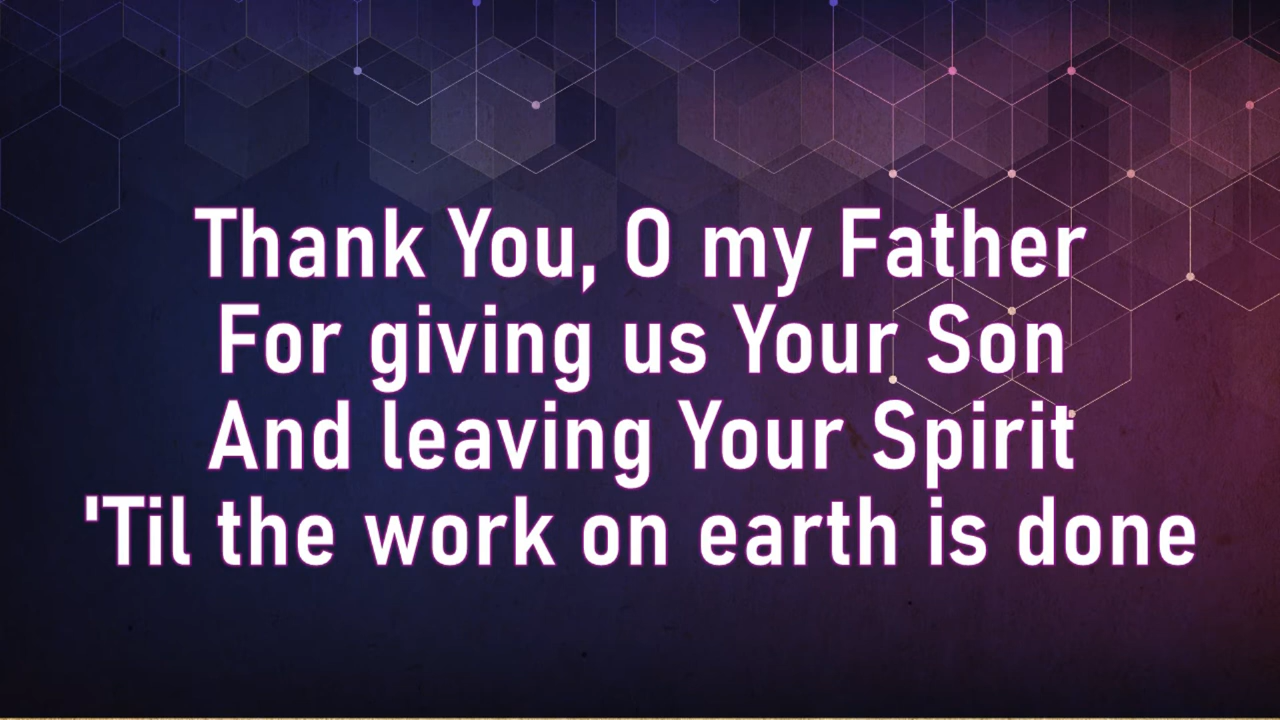 Thank You, O my Father
For giving us Your Son
And leaving Your Spirit
'Til the work on earth is done